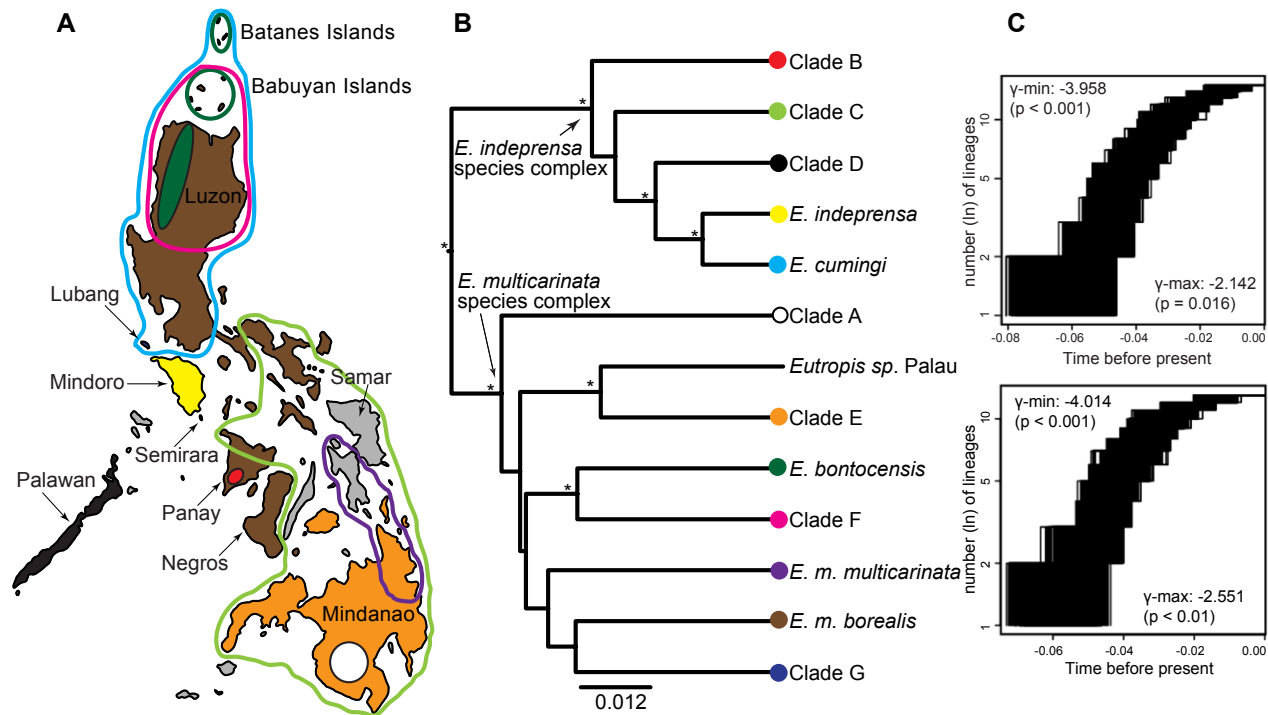 A
Batanes Islands
Babuyan Islands
Luzon
Lubang
Mindoro
Samar
Semirara
Palawan
Panay
Negros
Mindanao
B
Clade B
*
E. indeprensa
species complex
Clade C
Clade D
*
E. indeprensa
*
E. cumingi
*
E. multicarinata
species complex
Clade A
*
Eutropis sp. Palau
*
Clade E
E. bontocensis
*
Clade F
E. m. multicarinata
E. m. borealis
Clade G
0.012
C
γ-min: -3.958
(p < 0.001)
γ-max: -2.142
(p = 0.016)
number (ln) of lineages
10
5
2
1
-0.08 -0.06 -0.04 -0.02 0.00
Time before present
γ-min: -4.014
(p < 0.001)
γ-max: -2.551
(p < 0.01)
number (ln) of lineages
10
5
2
1
-0.06 -0.04 -0.02 0.00
Time before present